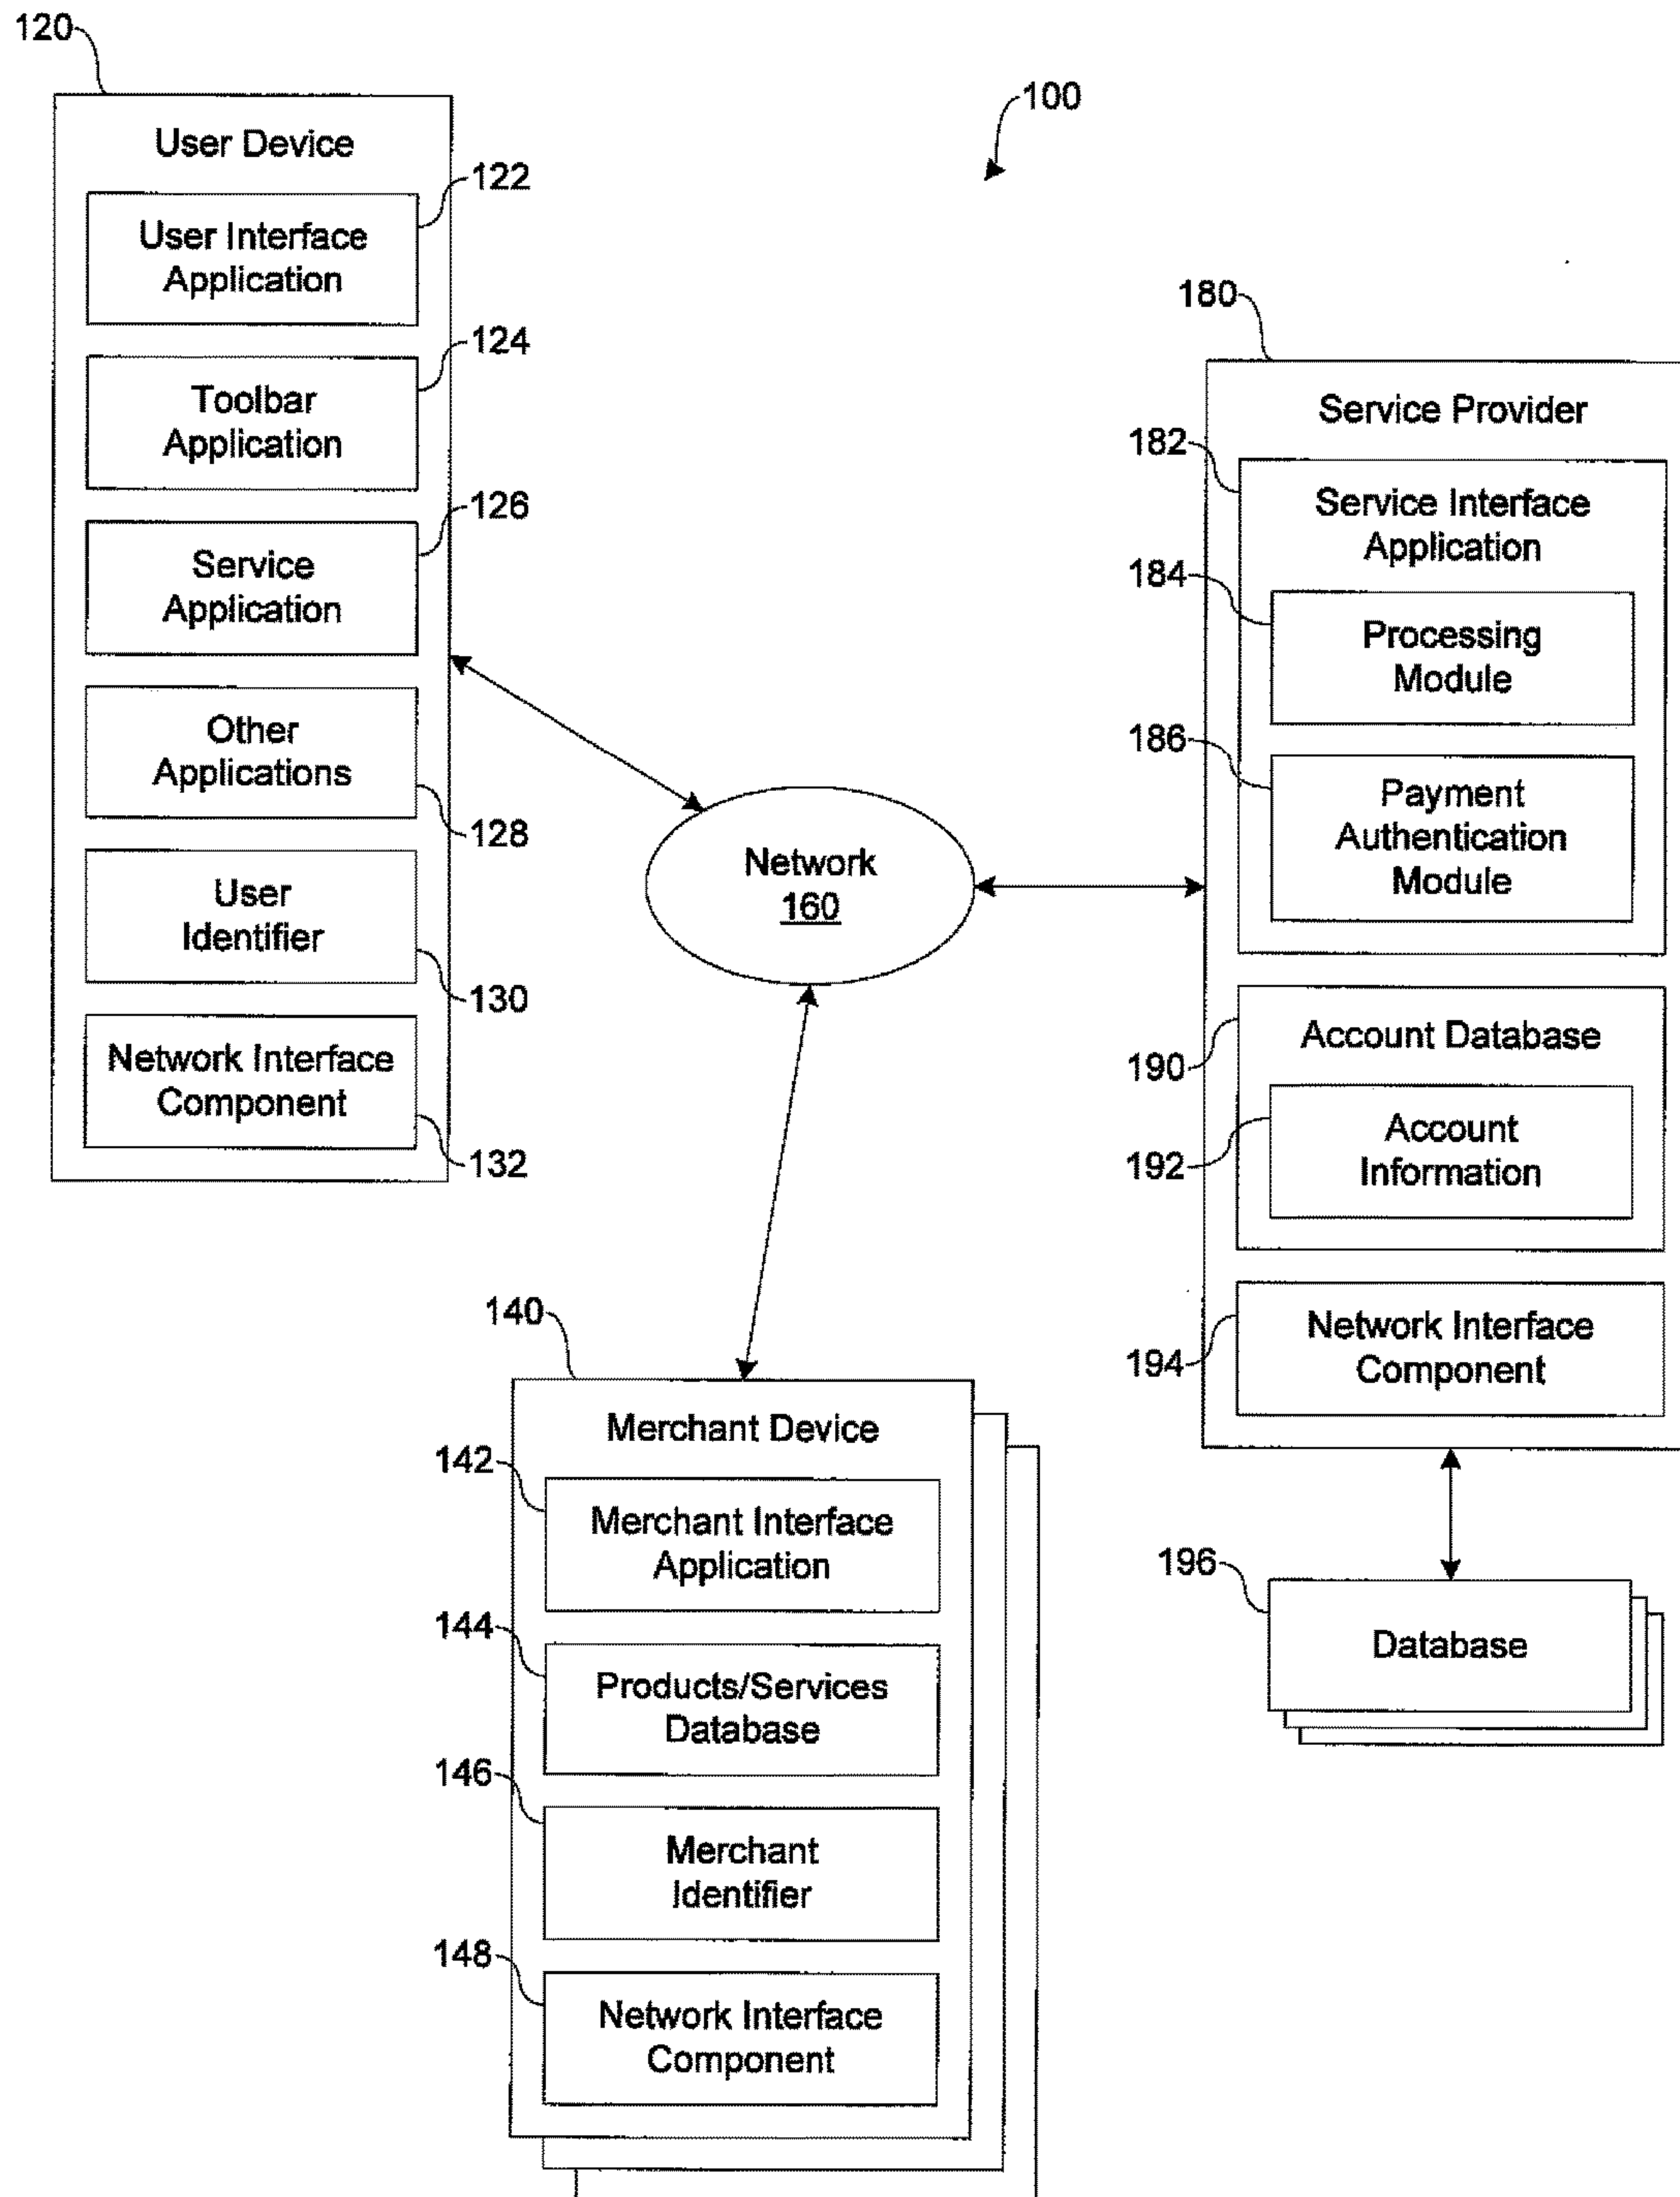 120
User Device
122
User Interface
Application
124
Toolbar
Application
126
Service
Application
Other
Applications
128
User
Identifier
130
Network Interface
Component
132
100
Network
160
180
Service Provider
182
Service Interface
Application
184
Processing
Module
186
Payment
Authentication
Module
190
Account Database
192
Account
Information
194
Network Interface
Component
196
Database
140
Merchant Device
142
Merchant Interface
Application
144
Products/Services
Database
146
Merchant
Identifier
148
Network Interface
Component